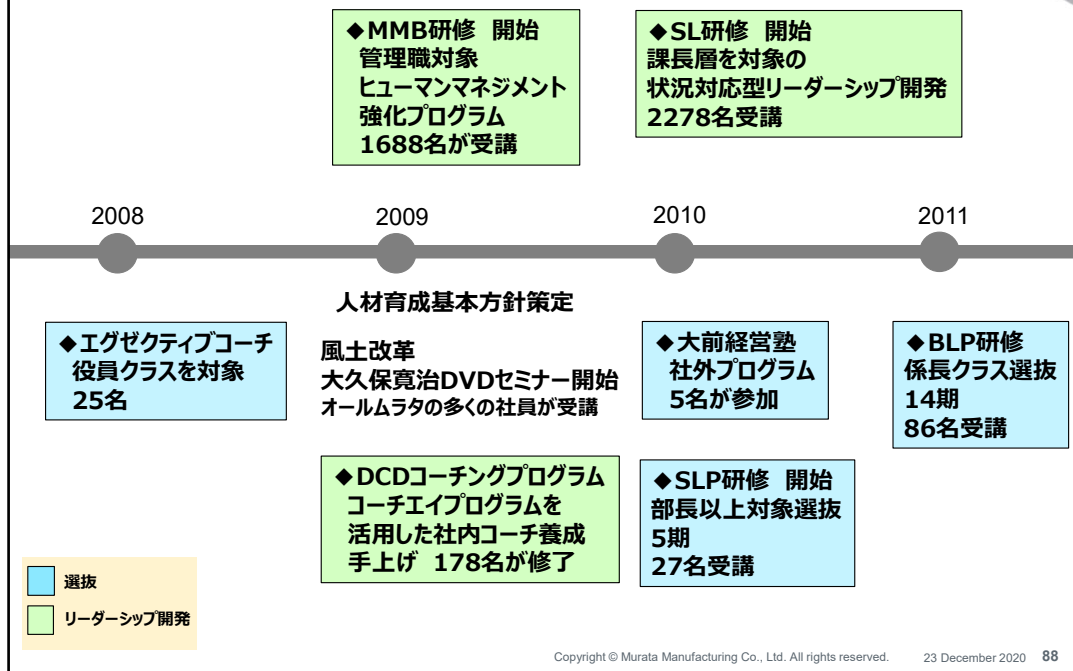 ◆MMB研修 開始
管理職対象
ヒューマンマネジメント
強化プログラム
1688名が受講
◆SL研修 開始
課長層を対象の
状況対応型リーダーシップ開発
2278名受講
2008
2009
2010
2011
人材育成基本方針策定
◆エグゼクティブコーチ
役員クラスを対象
25名
風土改革
大久保寛治DVDセミナー開始
オールムラタの多くの社員が受講
◆大前経営塾
社外プログラム
5名が参加
◆BLP研修
係長クラス選抜
14期
86名受講
◆DCDコーチングプログラム
コーチエイプログラムを
活用した社内コーチ養成
手上げ 178名が修了
◆SLP研修 開始
部長以上対象選抜
5期
27名受講
選抜
リーダーシップ開発
Copyright © Murata Manufacturing Co., Ltd. All rights reserved. 23 December 2020 88